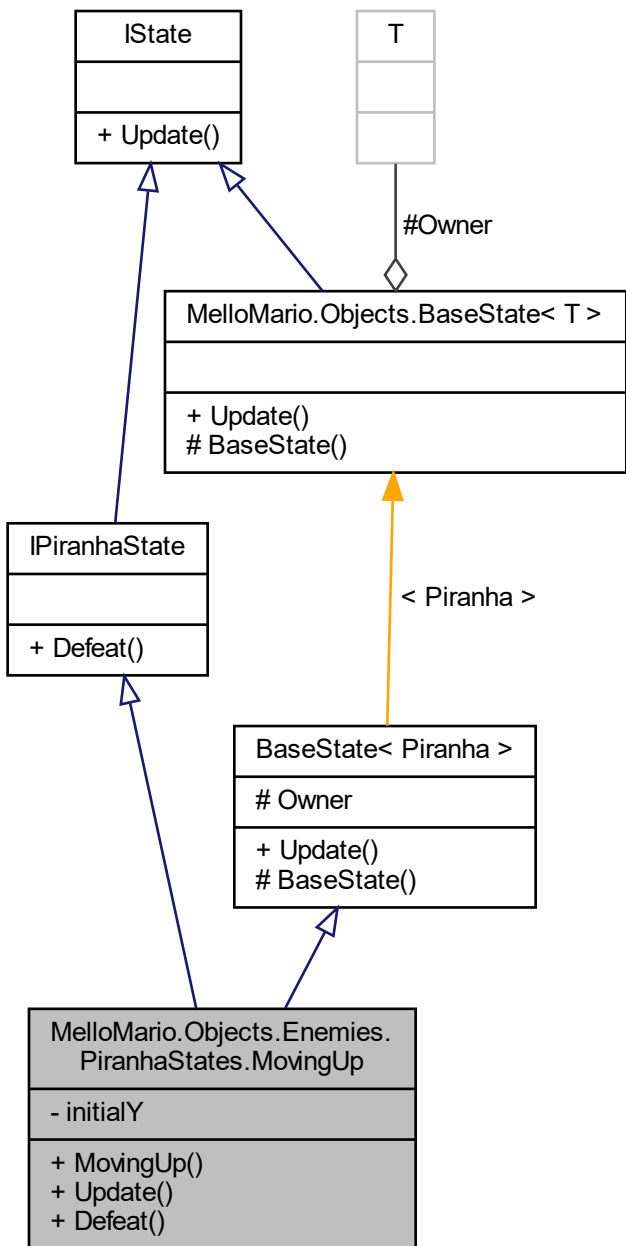 IState
+ Update()
T
#Owner
MelloMario.Objects.BaseState< T >
+ Update()
# BaseState()
IPiranhaState
+ Defeat()
< Piranha >
BaseState< Piranha >
# Owner
+ Update()
# BaseState()
MelloMario.Objects.Enemies.
PiranhaStates.MovingUp
- initialY
+ MovingUp()
+ Update()
+ Defeat()